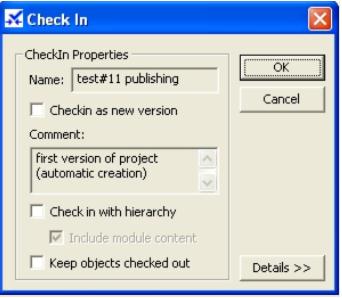 Check In
CheckIn Properties
Name: test#11 publishing
OK
Checkin as new version
Cancel
Comment:
first version of project
(automatic creation)
Check in with hierarchy
Include module content
Keep objects checked out
Details >>